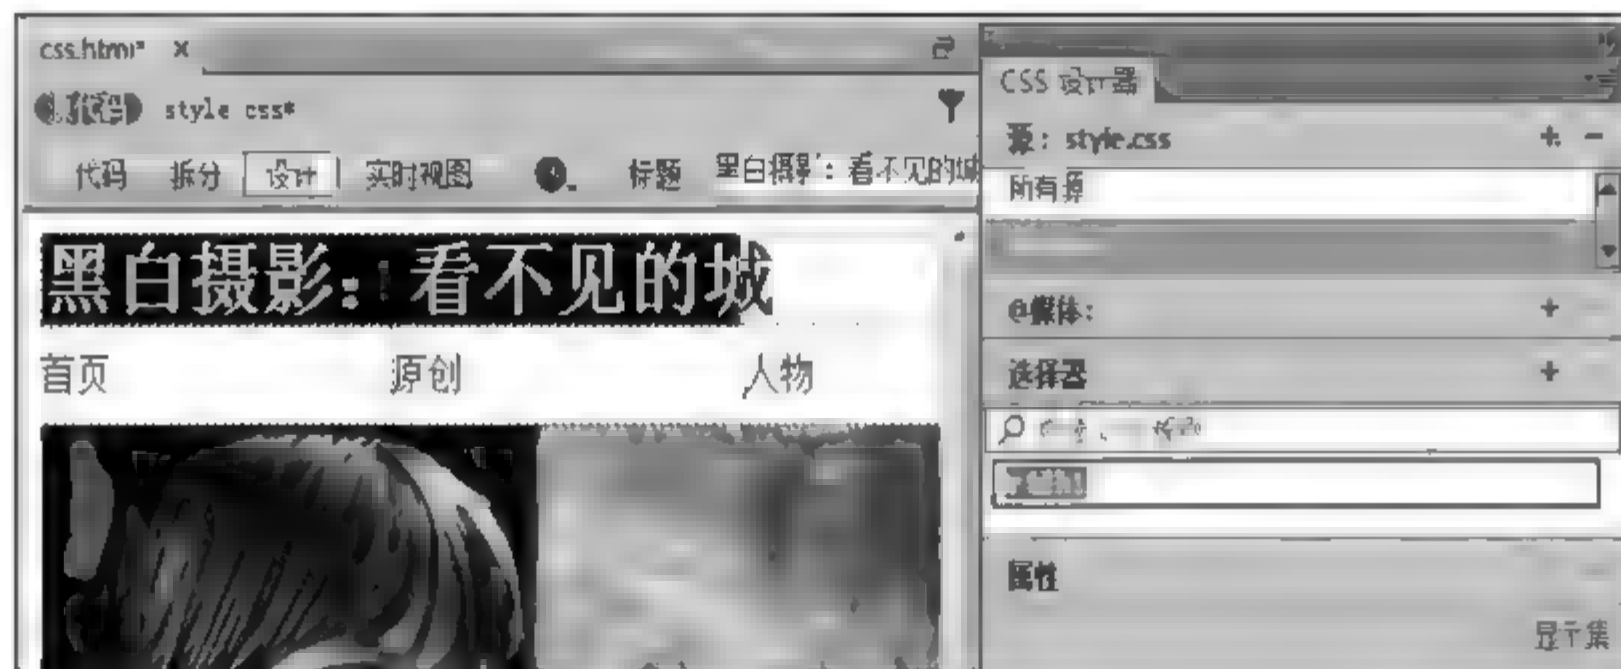 css.html* ×
源代码 style.css*
代码 拆分 设计 实时视图 标题 黑白摄影：看不见的城
黑白摄影：看不见的城
首页 原创 人物
CSS 设计器
源：style.css
所有源
@媒体：
选择器
属性
显示集